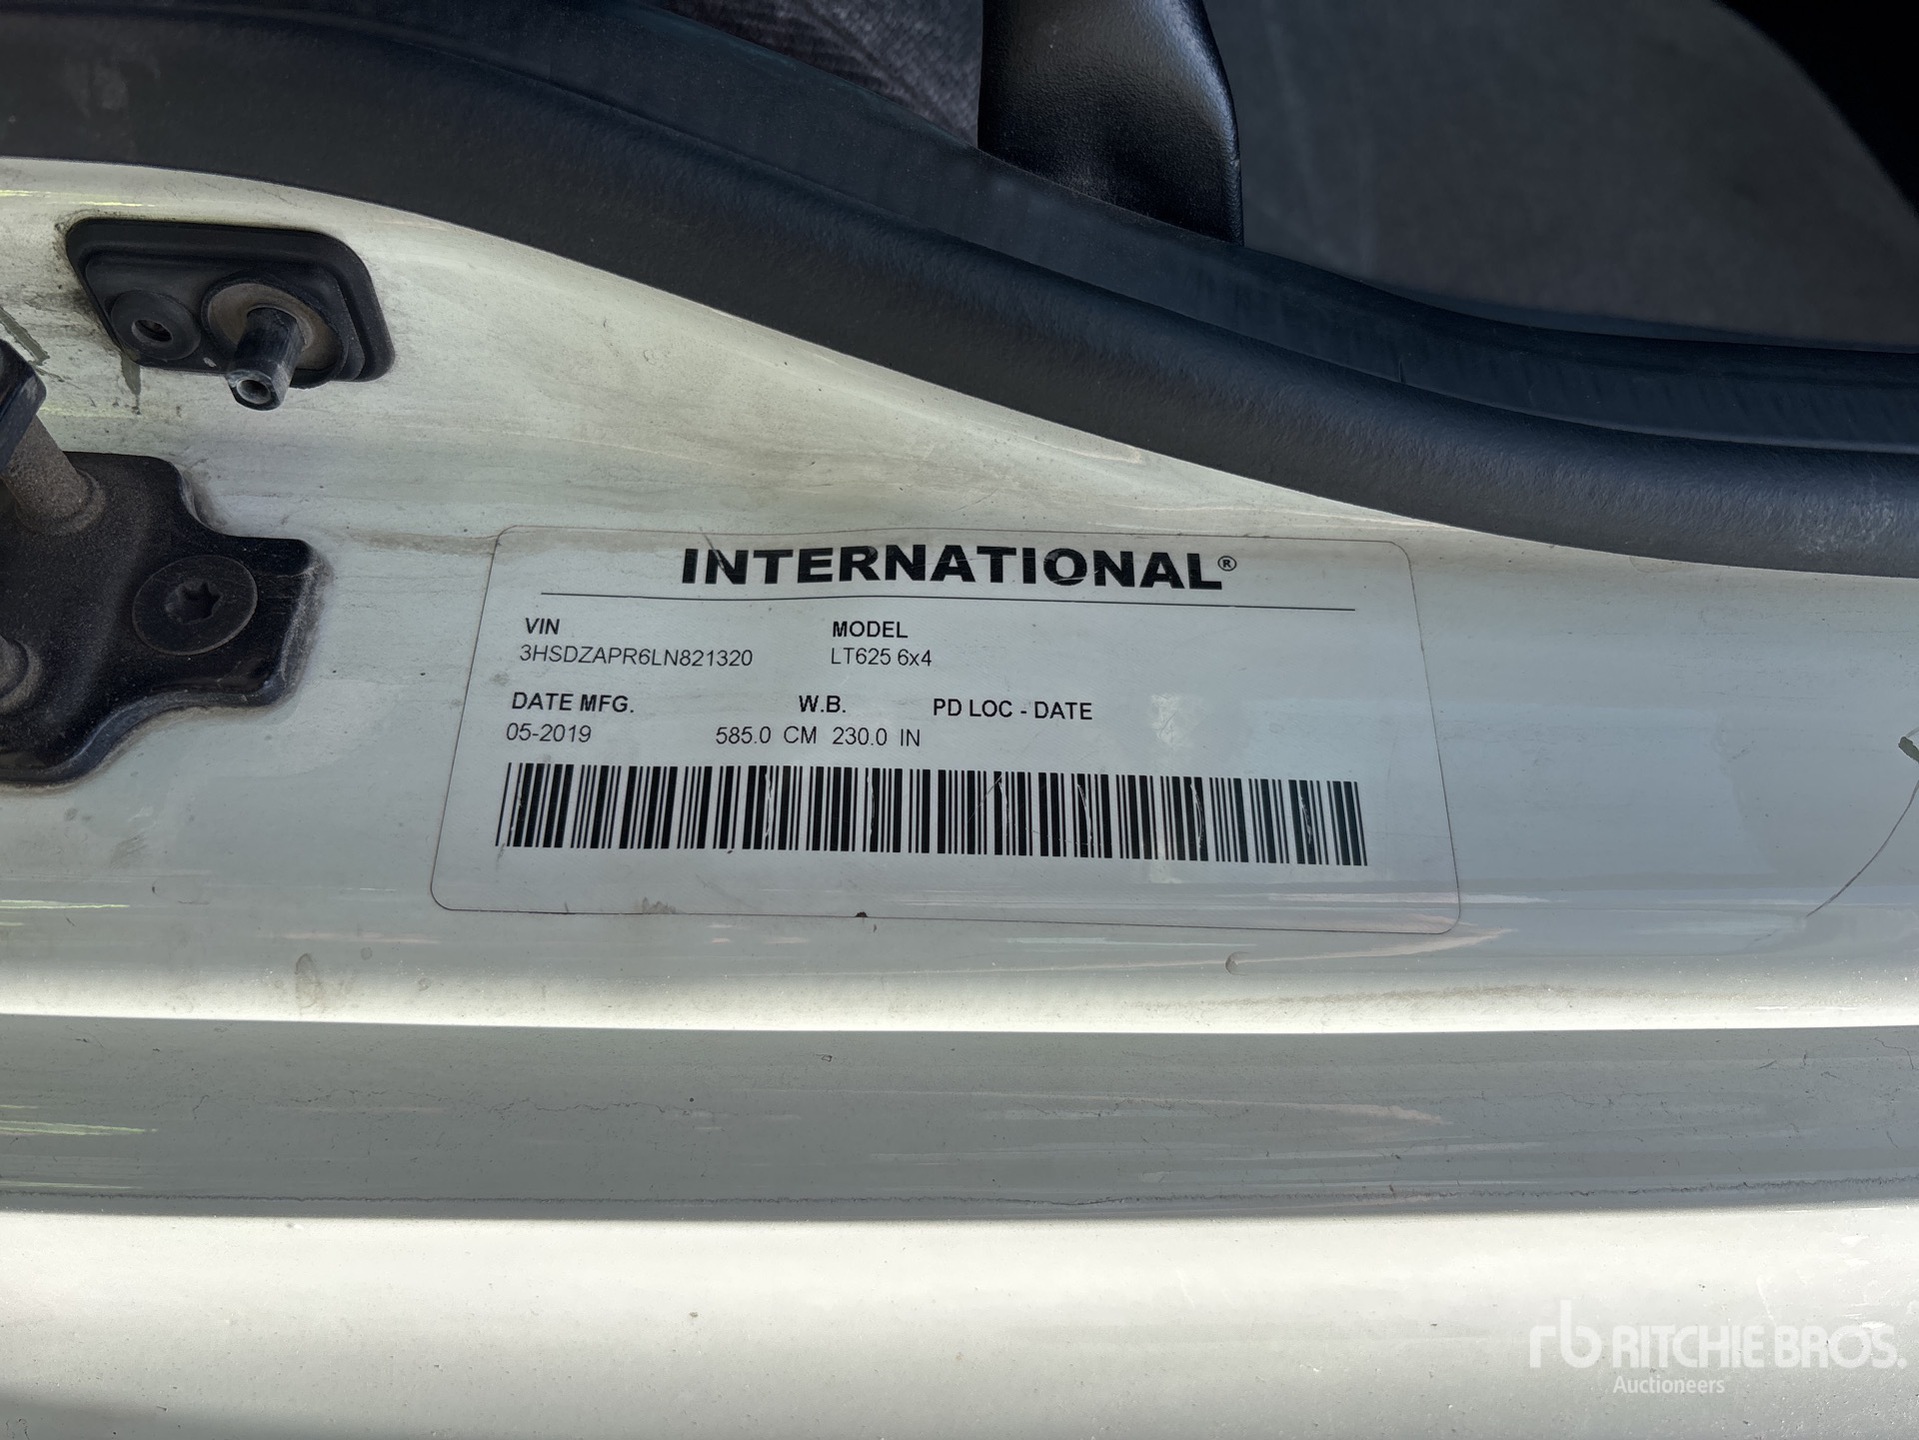 INTERNATIONAL®
VIN MODEL
3HSDZAPR6LN821320 LT625 6x4
DATE MFG. W.B. PD LOC - DATE
05-2019 585.0 CM 230.0 IN
rb RITCHIE BROS.
Auctioneers